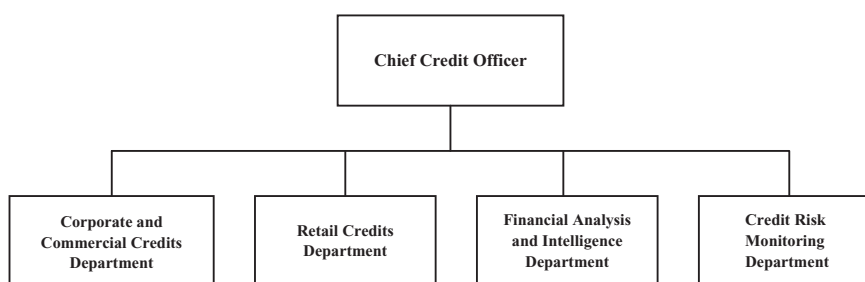 Chief Credit Officer
Corporate and
Commercial Credits
Department
Retail Credits
Department
Financial Analysis
and Intelligence
Department
Credit Risk
Monitoring
Department